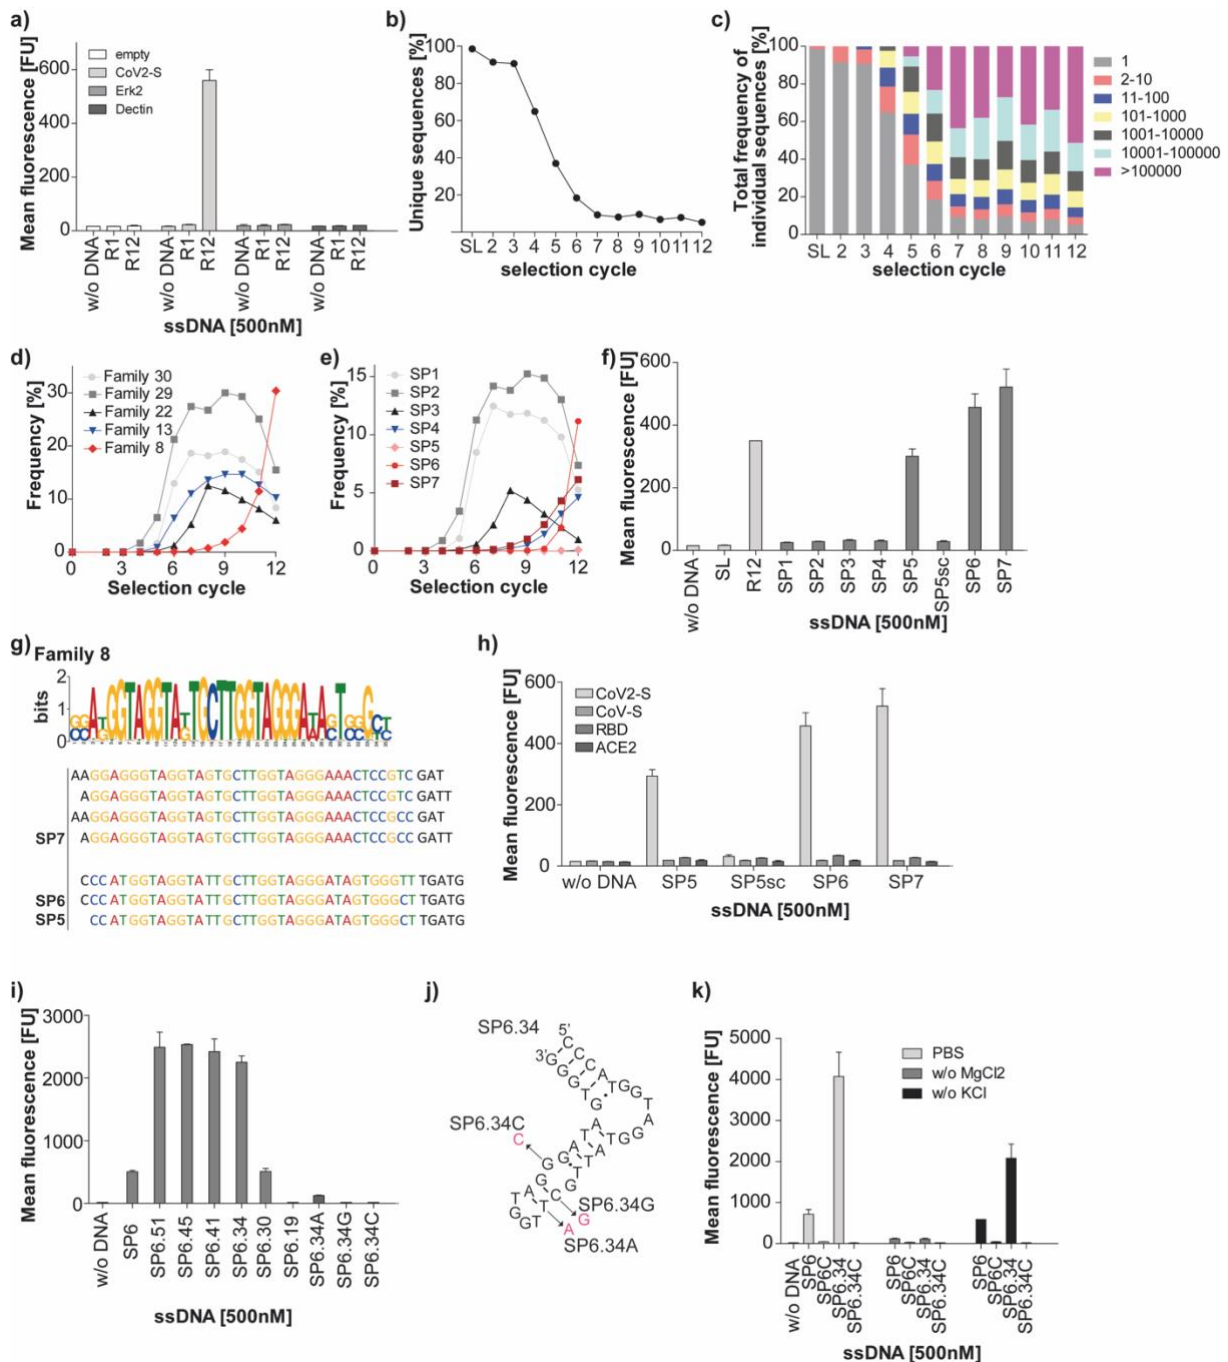 a)
Mean fluorescence [FU]
600
400
200
0
empty
CoV2-S
Erk2
Dectin
w/o DNA
R1
R12
w/o DNA
R1
R12
w/o DNA
R1
R12
w/o DNA
R1
R12
ssDNA [500nM]
b)
Unique sequences [%]
100
80
60
40
20
0
SL 2 3 4 5 6 7 8 9 10 11 12
selection cycle
c)
Total frequency of
individual sequences [%]
100
80
60
40
20
0
SL 2 3 4 5 6 7 8 9 10 11 12
selection cycle
1
2-10
11-100
101-1000
1001-10000
10001-100000
>100000
d)
Frequency [%]
30
20
10
0
Family 30
Family 29
Family 22
Family 13
Family 8
0 3 6 9 12
Selection cycle
e)
Frequency [%]
15
10
5
0
SP1
SP2
SP3
SP4
SP5
SP6
SP7
0 3 6 9 12
Selection cycle
f)
Mean fluorescence [FU]
600
400
200
0
w/o DNA
SL
R12
SP1
SP2
SP3
SP4
SP5
SP5sc
SP6
SP7
ssDNA [500nM]
g)
Family 8
bits
2
1
0
AAGGAGGGTAGGTAGTGCTTGGTAGGGAAACTCCGTC GAT
AGGAGGGTAGGTAGTGCTTGGTAGGGAAACTCCGTC GATT
AAGGAGGGTAGGTAGTGCTTGGTAGGGAAACTCCGCC GAT
SP7 AGGAGGGTAGGTAGTGCTTGGTAGGGAAACTCCGCC GATT
CCCATGGTAGGTATTGCTTGGTAGGGATAGTGGGTT TGATG
SP6 CCCATGGTAGGTATTGCTTGGTAGGGATAGTGGGCT TGATG
SP5 CCATGGTAGGTATTGCTTGGTAGGGATAGTGGGCT TGATG
h)
Mean fluorescence [FU]
600
400
200
0
CoV2-S
CoV-S
RBD
ACE2
w/o DNA SP5 SP5sc SP6 SP7
ssDNA [500nM]
i)
Mean fluorescence [FU]
3000
2000
1000
0
w/o DNA
SP6
SP6.51
SP6.45
SP6.41
SP6.34
SP6.30
SP6.19
SP6.34A
SP6.34G
SP6.34C
ssDNA [500nM]
j)
SP6.34
5'
3'
SP6.34C
C
SP6.34G
G
A
SP6.34A
k)
Mean fluorescence [FU]
5000
4000
3000
2000
1000
0
PBS
w/o MgCl2
w/o KCl
w/o DNA
SP6
SP6C
SP6.34
SP6.34C
SP6
SP6C
SP6.34
SP6.34C
SP6
SP6C
SP6.34
SP6.34C
ssDNA [500nM]